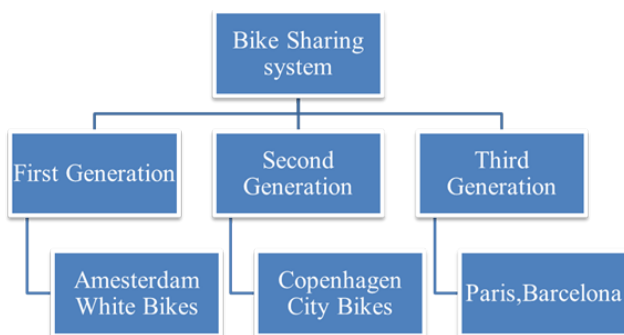 Bike Sharing
system
First Generation
Second
Generation
Third
Generation
Amesterdam
White Bikes
Copenhagen
City Bikes
Paris,Barcelona